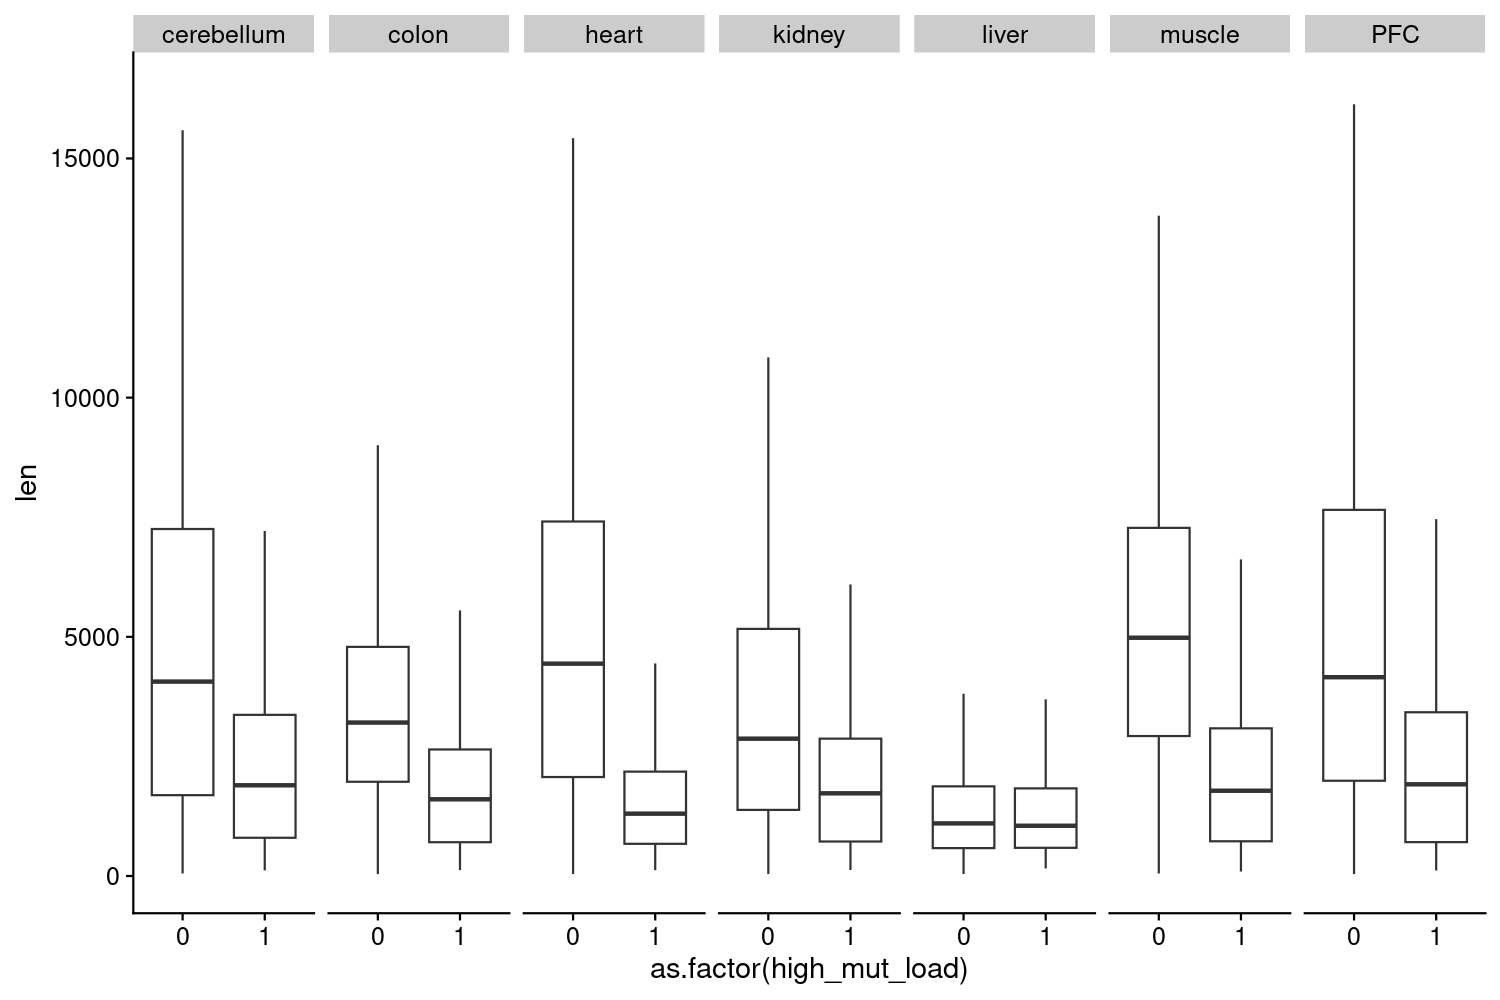 cerebellum colon heart kidney liver muscle PFC
len
15000
10000
5000
0
0 1 0 1 0 1 0 1 0 1 0 1 0 1
as.factor(high_mut_load)